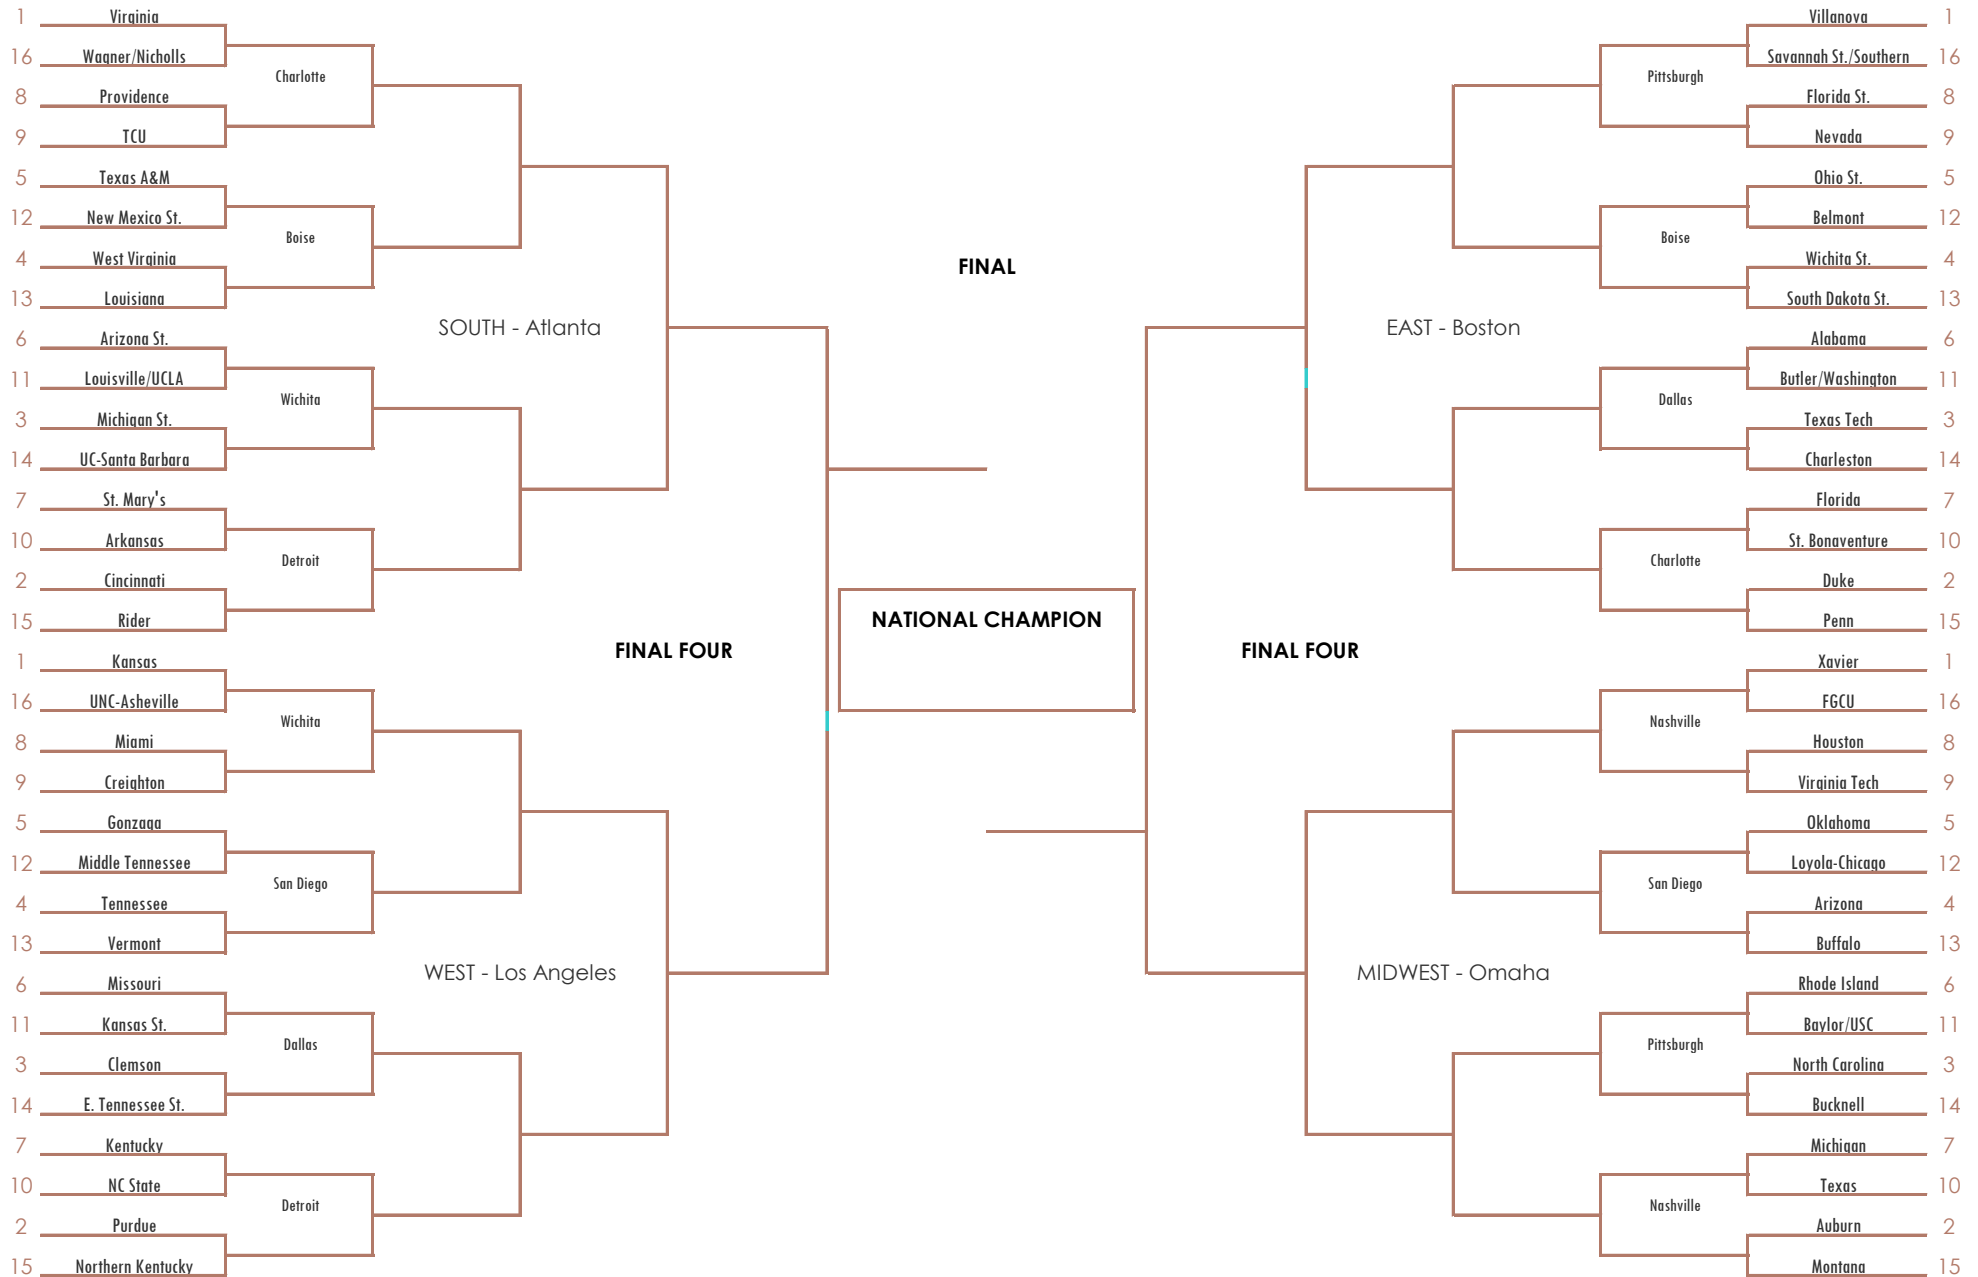 1 Virginia
16 Wagner/Nicholls
Charlotte
8 Providence
9 TCU
5 Texas A&M
12 New Mexico St.
Boise
4 West Virginia
13 Louisiana
SOUTH - Atlanta
6 Arizona St.
11 Louisville/UCLA
Wichita
3 Michigan St.
14 UC-Santa Barbara
7 St. Mary's
10 Arkansas
Detroit
2 Cincinnati
15 Rider
FINAL FOUR
1 Kansas
16 UNC-Asheville
Wichita
8 Miami
9 Creighton
5 Gonzaga
12 Middle Tennessee
San Diego
4 Tennessee
13 Vermont
WEST - Los Angeles
6 Missouri
11 Kansas St.
Dallas
3 Clemson
14 E. Tennessee St.
7 Kentucky
10 NC State
Detroit
2 Purdue
15 Northern Kentucky
FINAL
NATIONAL CHAMPION
Villanova 1
Savannah St./Southern 16
Pittsburgh
Florida St. 8
Nevada 9
Ohio St. 5
Belmont 12
Boise
Wichita St. 4
South Dakota St. 13
EAST - Boston
Alabama 6
Butler/Washington 11
Dallas
Texas Tech 3
Charleston 14
Florida 7
St. Bonaventure 10
Charlotte
Duke 2
Penn 15
FINAL FOUR
Xavier 1
FGCU 16
Nashville
Houston 8
Virginia Tech 9
Oklahoma 5
Loyola-Chicago 12
San Diego
Arizona 4
Buffalo 13
MIDWEST - Omaha
Rhode Island 6
Baylor/USC 11
Pittsburgh
North Carolina 3
Bucknell 14
Michigan 7
Texas 10
Nashville
Auburn 2
Montana 15